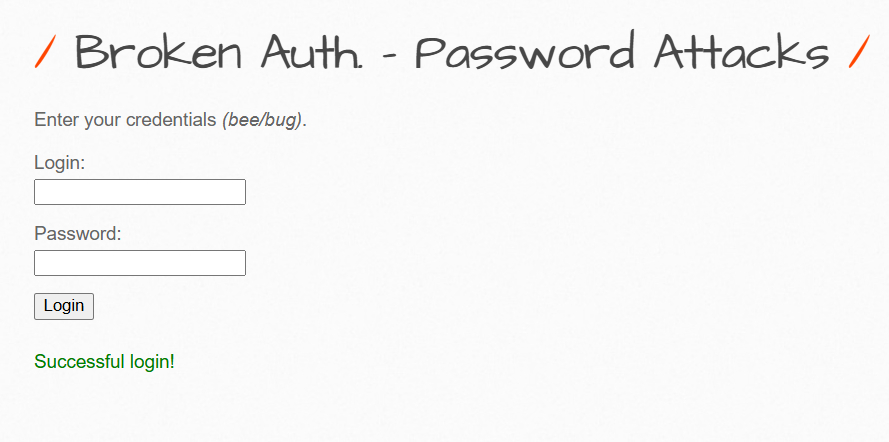 / Broken Auth. - Password Attacks /
Enter your credentials (bee/bug).
Login:
Password:
Login
Successful login!